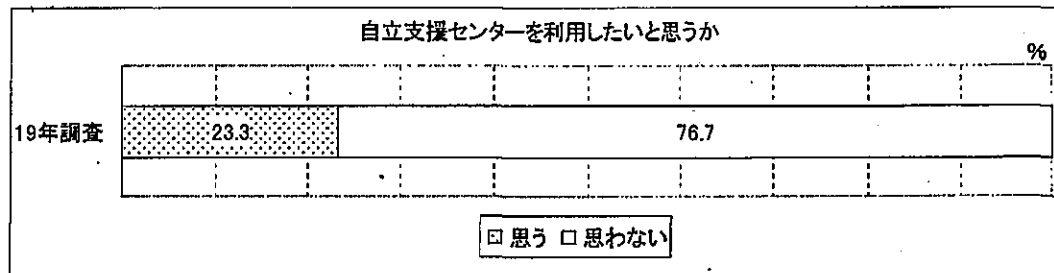 自立支援センターを利用したいと思うか
%
19年調査 23.3 76.7
思う 思わない